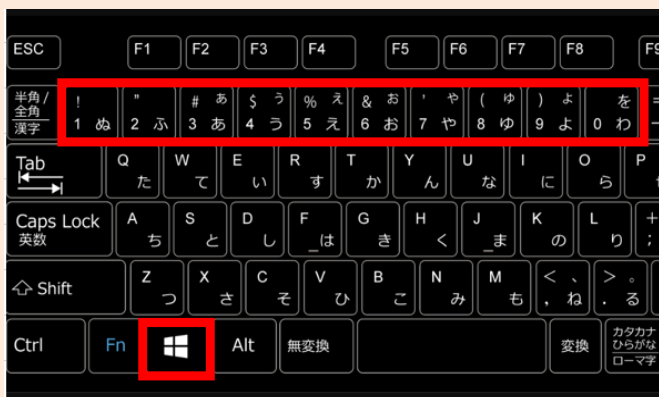 ESC F1 F2 F3 F4 F5 F6 F7 F8 F9
半角/ ! " # ぁ $ ぅ % ぇ & ぉ ' ゃ ( ゅ ) ょ を
全角
漢字 1 ぬ 2 ふ 3 あ 4 う 5 え 6 お 7 や 8 ゆ 9 よ 0 わ
Tab Q W E R T Y U I O P
た て い す か ん な に ら
Caps Lock A S D F G H J K L +
英数 ち と し _は き く _ま の り ;
Shift Z X C V B N M < 、 > 。
つ さ そ ひ こ み も , ね . る
Ctrl Fn Alt 無変換 変換 カタカナ
ひらがな
ローマ字